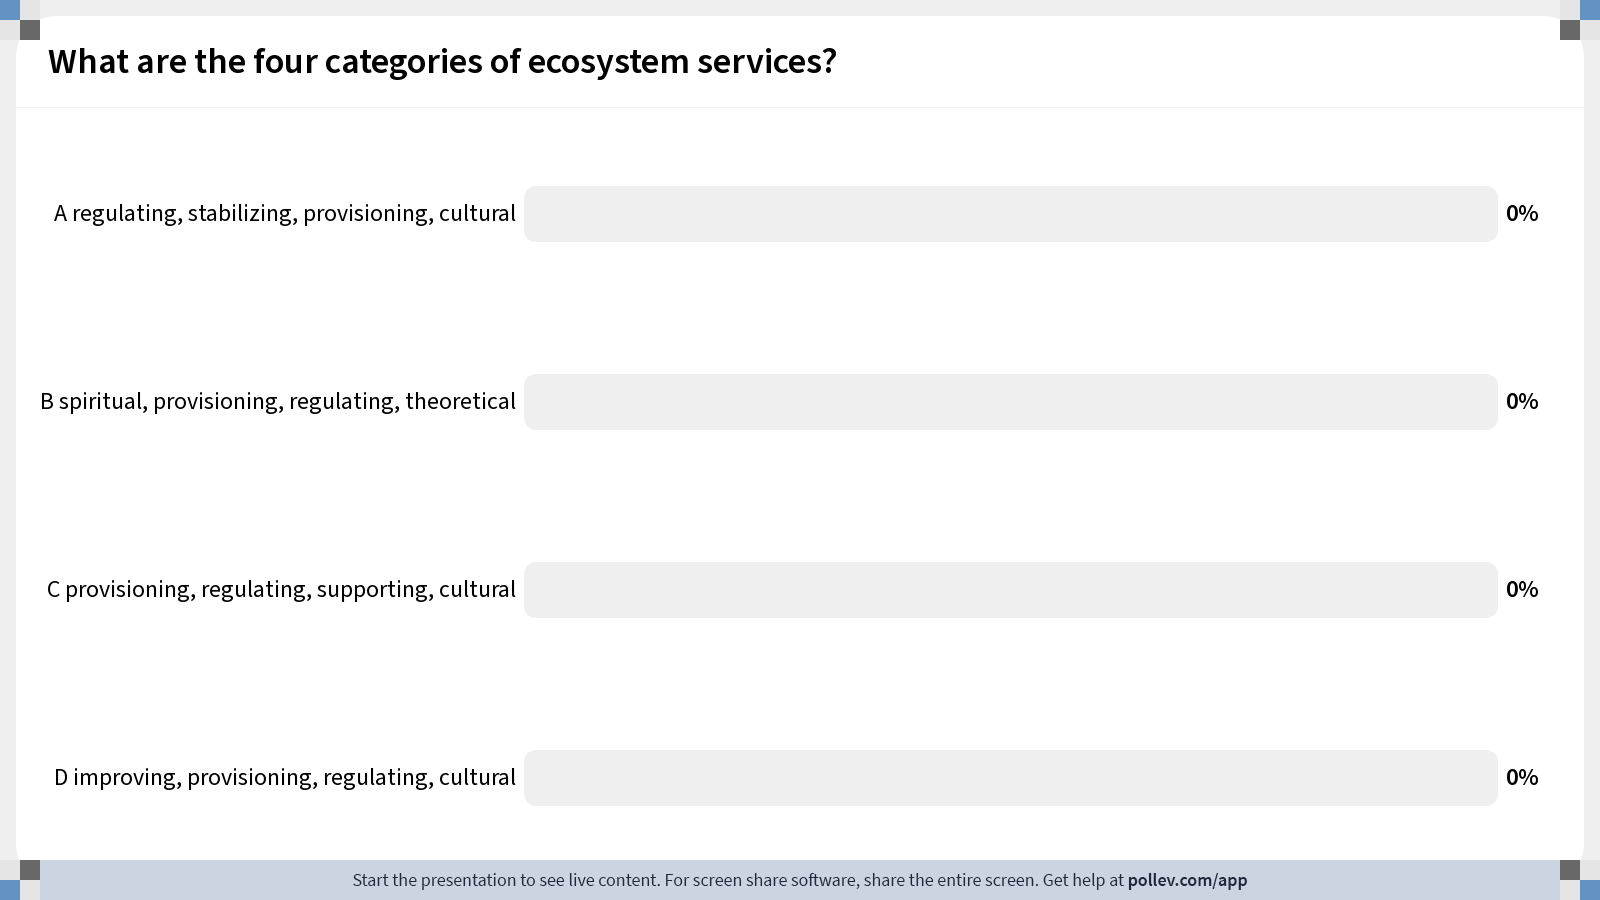 What are the four categories of ecosystem services?
A regulating, stabilizing, provisioning, cultural 0%
B spiritual, provisioning, regulating, theoretical 0%
C provisioning, regulating, supporting, cultural 0%
D improving, provisioning, regulating, cultural 0%
Start the presentation to see live content. For screen share software, share the entire screen. Get help at pollev.com/app